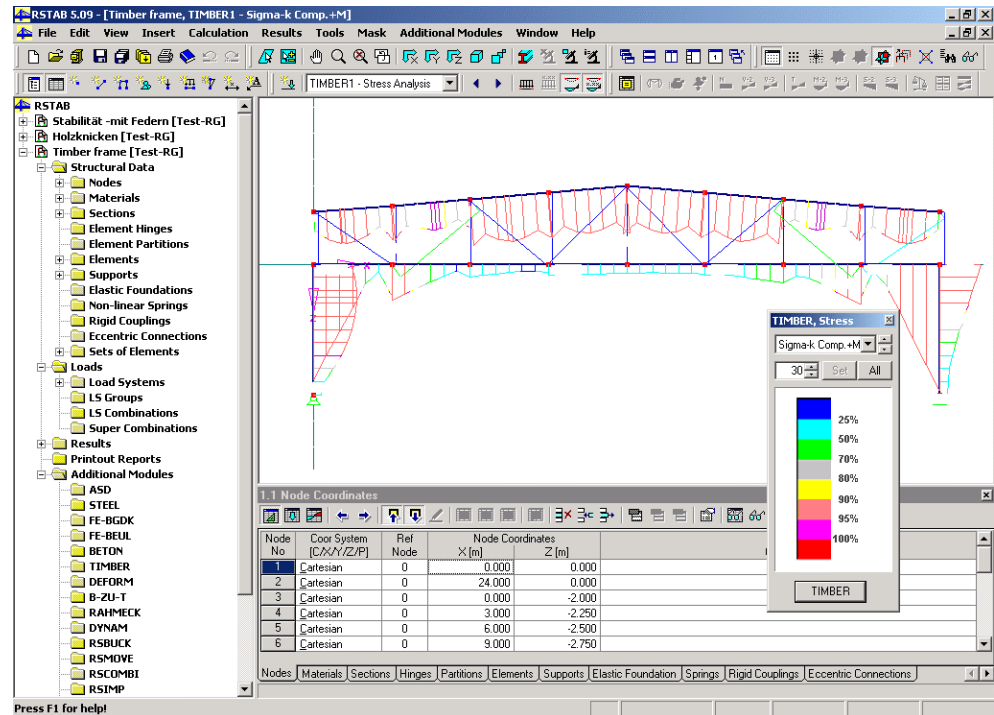 RSTAB 5.09 - [Timber frame, TIMBER1 - Sigma-k Comp.+M]
File Edit View Insert Calculation Results Tools Mask Additional Modules Window Help
TIMBER1 - Stress Analysis
RSTAB
Stabilität -mit Federn [Test-RG]
Holzknicken [Test-RG]
Timber frame [Test-RG]
Structural Data
Nodes
Materials
Sections
Element Hinges
Element Partitions
Elements
Supports
Elastic Foundations
Non-linear Springs
Rigid Couplings
Eccentric Connections
Sets of Elements
Loads
Load Systems
LS Groups
LS Combinations
Super Combinations
Results
Printout Reports
Additional Modules
ASD
STEEL
FE-BGDK
FE-BEUL
BETON
TIMBER
DEFORM
B-ZU-T
RAHMECK
DYNAM
RSBUCK
RSMOVE
RSCOMBI
RSIMP
X
Z
TIMBER, Stress
Sigma-k Comp.+M
30 Set All
25%
50%
70%
80%
90%
95%
100%
TIMBER
1.1 Node Coordinates
Node Coor System Ref Node Coordinates
No [C/X/Y/Z/P] Node X [m] Z [m]
1 Cartesian 0 0.000 0.000
2 Cartesian 0 24.000 0.000
3 Cartesian 0 0.000 -2.000
4 Cartesian 0 3.000 -2.250
5 Cartesian 0 6.000 -2.500
6 Cartesian 0 9.000 -2.750
Nodes Materials Sections Hinges Partitions Elements Supports Elastic Foundation Springs Rigid Couplings Eccentric Connections
Press F1 for help!